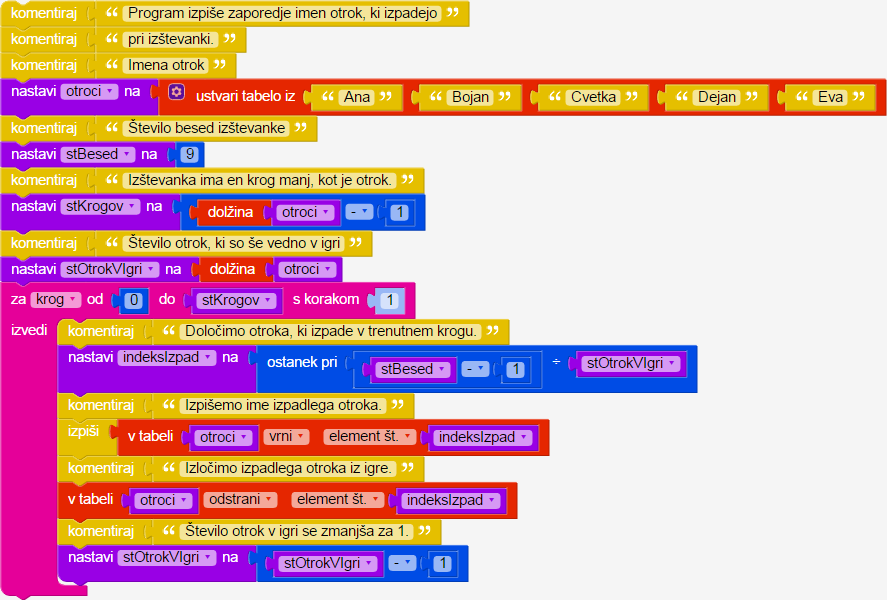 komentiraj “ Program izpiše zaporedje imen otrok, ki izpadejo ”
komentiraj “ pri izštevanki. ”
komentiraj “ Imena otrok ”
nastavi otroci na ustvari tabelo iz “ Ana ” “ Bojan ” “ Cvetka ” “ Dejan ” “ Eva ”
komentiraj “ Število besed izštevanke ”
nastavi stBesed na 9
komentiraj “ Izštevanka ima en krog manj, kot je otrok. ”
nastavi stKrogov na dolžina otroci - 1
komentiraj “ Število otrok, ki so še vedno v igri ”
nastavi stOtrokVIgri na dolžina otroci
za krog od 0 do stKrogov s korakom 1
izvedi komentiraj “ Določimo otroka, ki izpade v trenutnem krogu. ”
nastavi indeksIzpad na ostanek pri stBesed - 1 ÷ stOtrokVIgri
komentiraj “ Izpišemo ime izpadlega otroka. ”
izpiši v tabeli otroci vrni element št. indeksIzpad
komentiraj “ Izločimo izpadlega otroka iz igre. ”
v tabeli otroci odstrani element št. indeksIzpad
komentiraj “ Število otrok v igri se zmanjša za 1. ”
nastavi stOtrokVIgri na stOtrokVIgri - 1